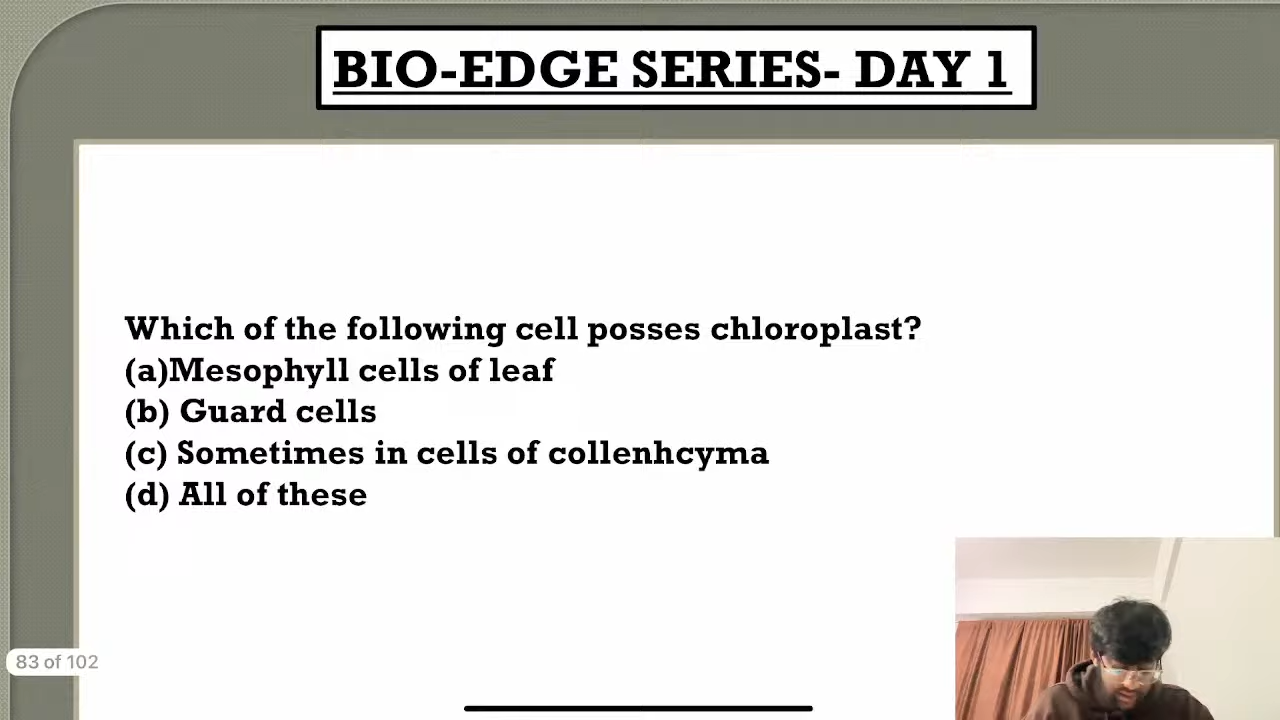 BIO-EDGE SERIES- DAY 1
Which of the following cell posses chloroplast?
(a)Mesophyll cells of leaf
(b) Guard cells
(c) Sometimes in cells of collenhcyma
(d) All of these
83 of 102